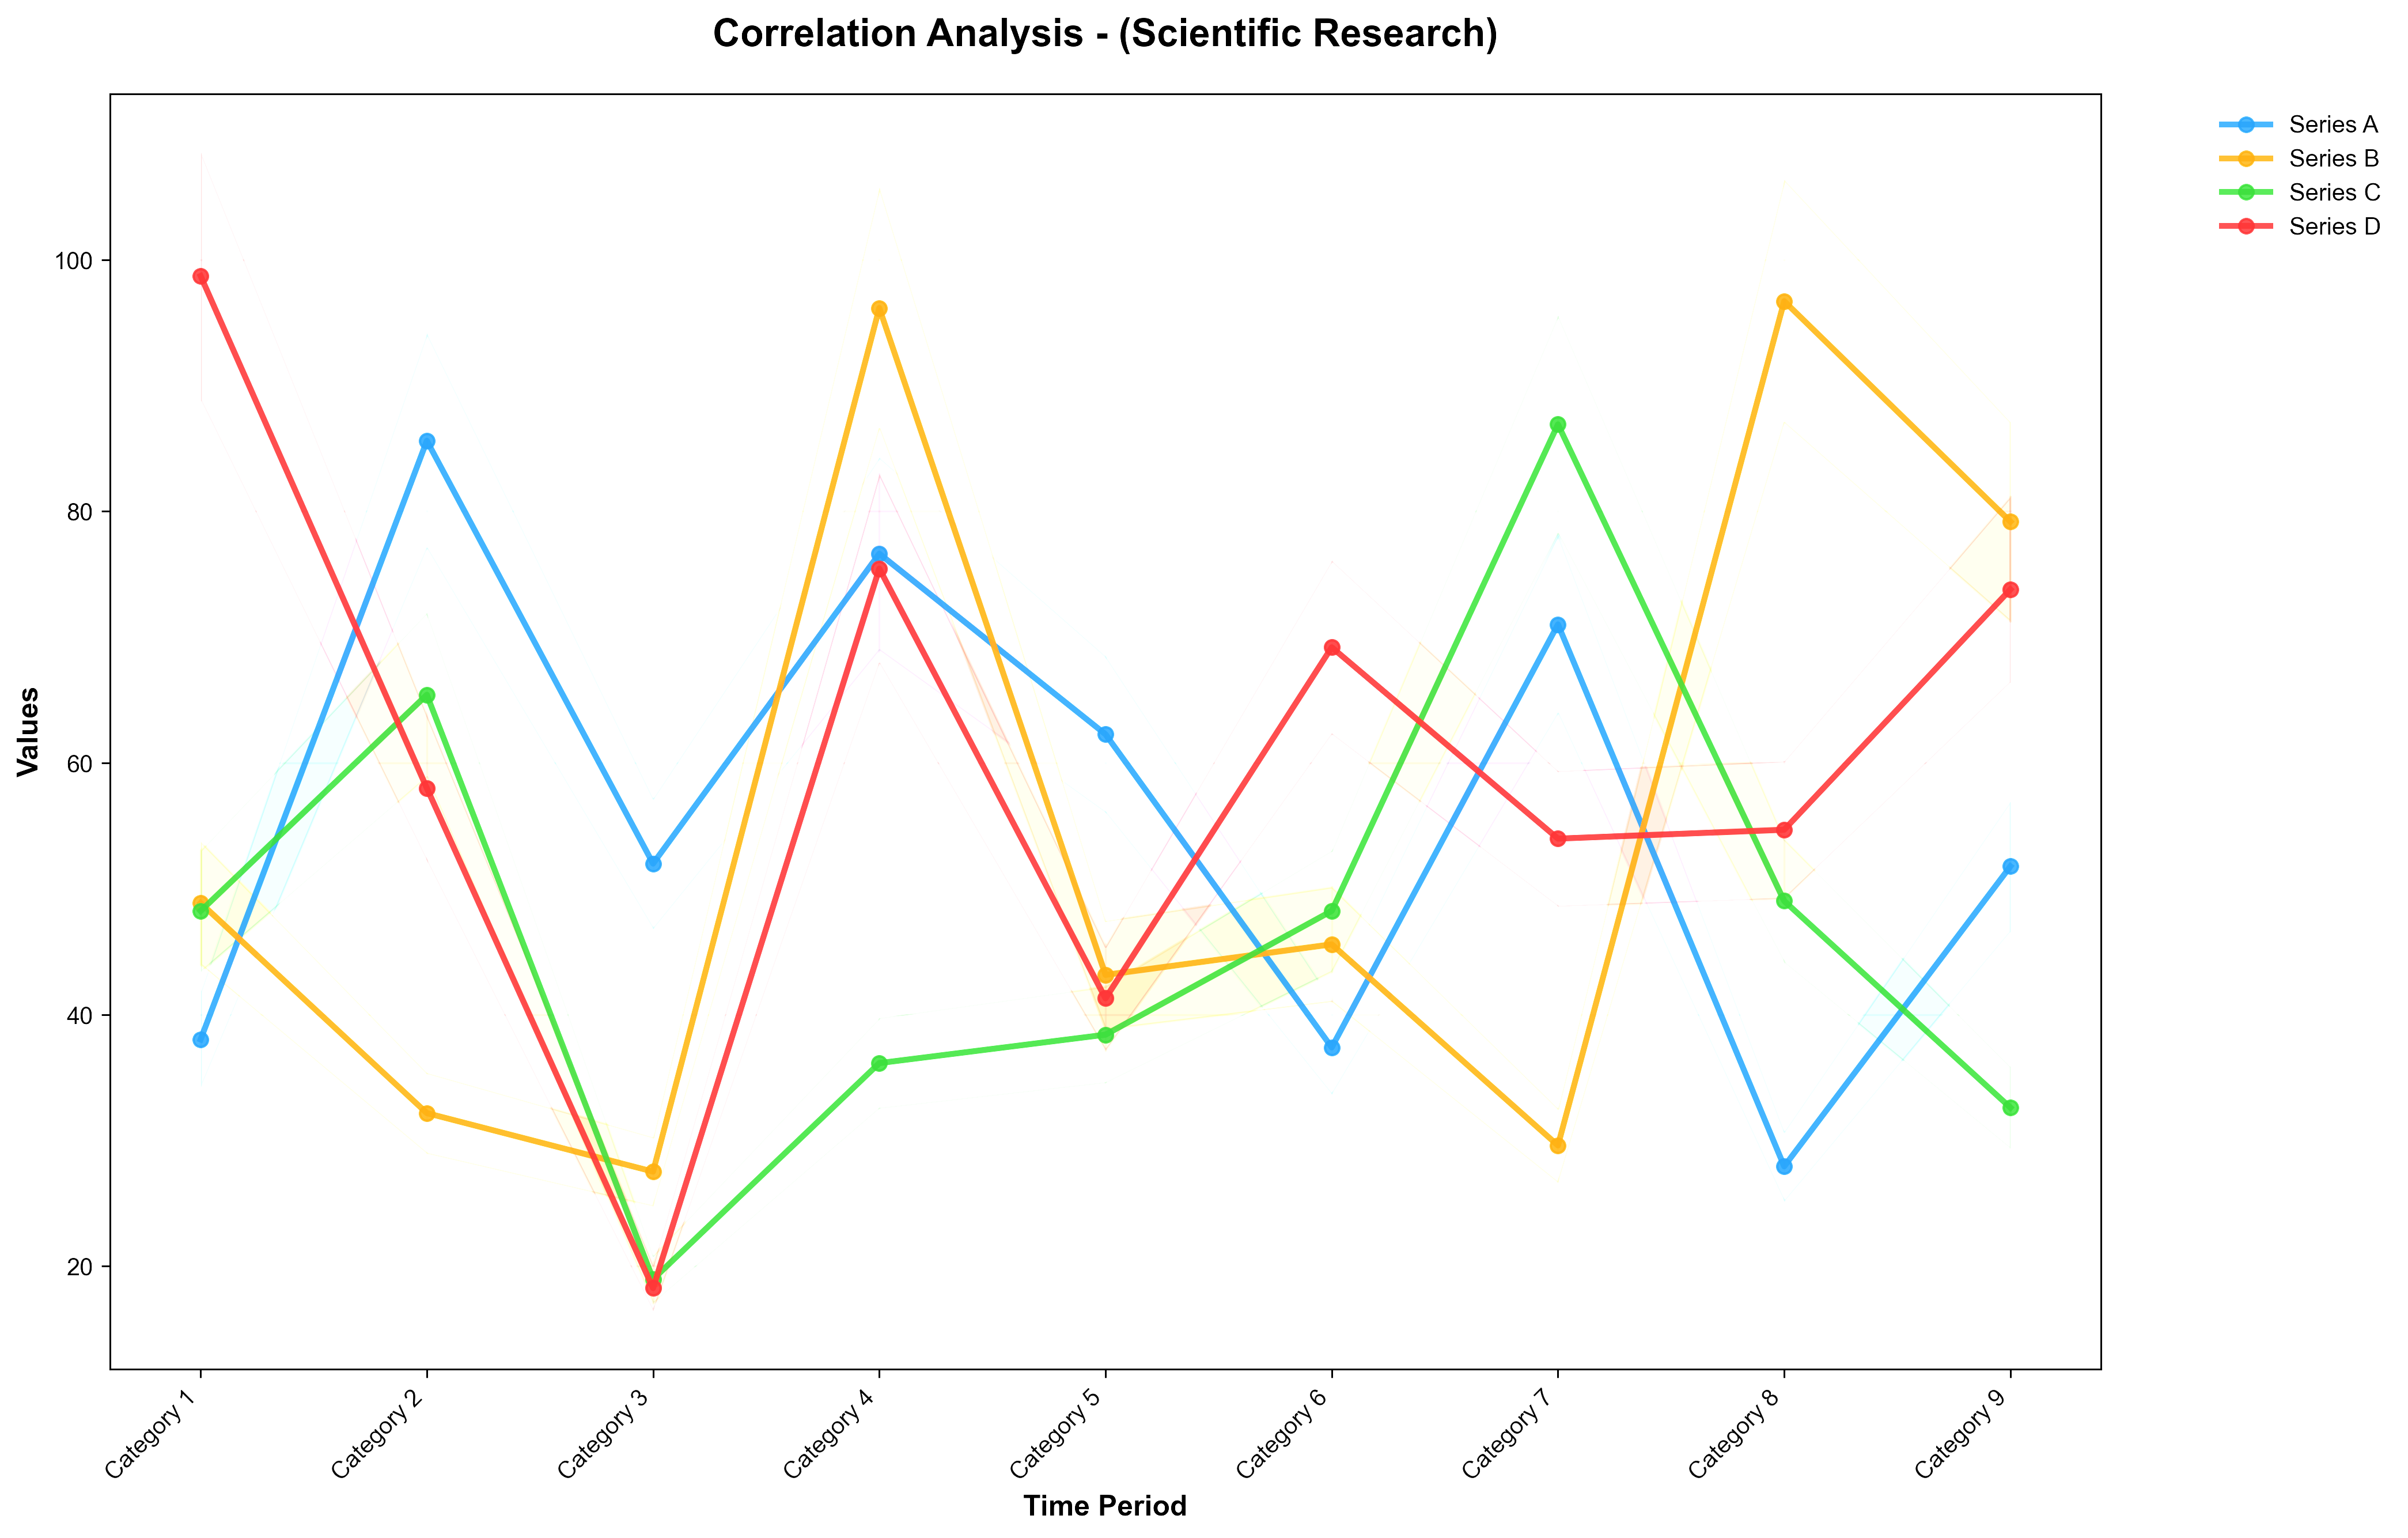 Correlation Analysis - (Scientific Research)
Series A
Series B
Series C
Series D
Values
100
80
60
40
20
Category 1
Category 2
Category 3
Category 4
Category 5
Category 6
Category 7
Category 8
Category 9
Time Period